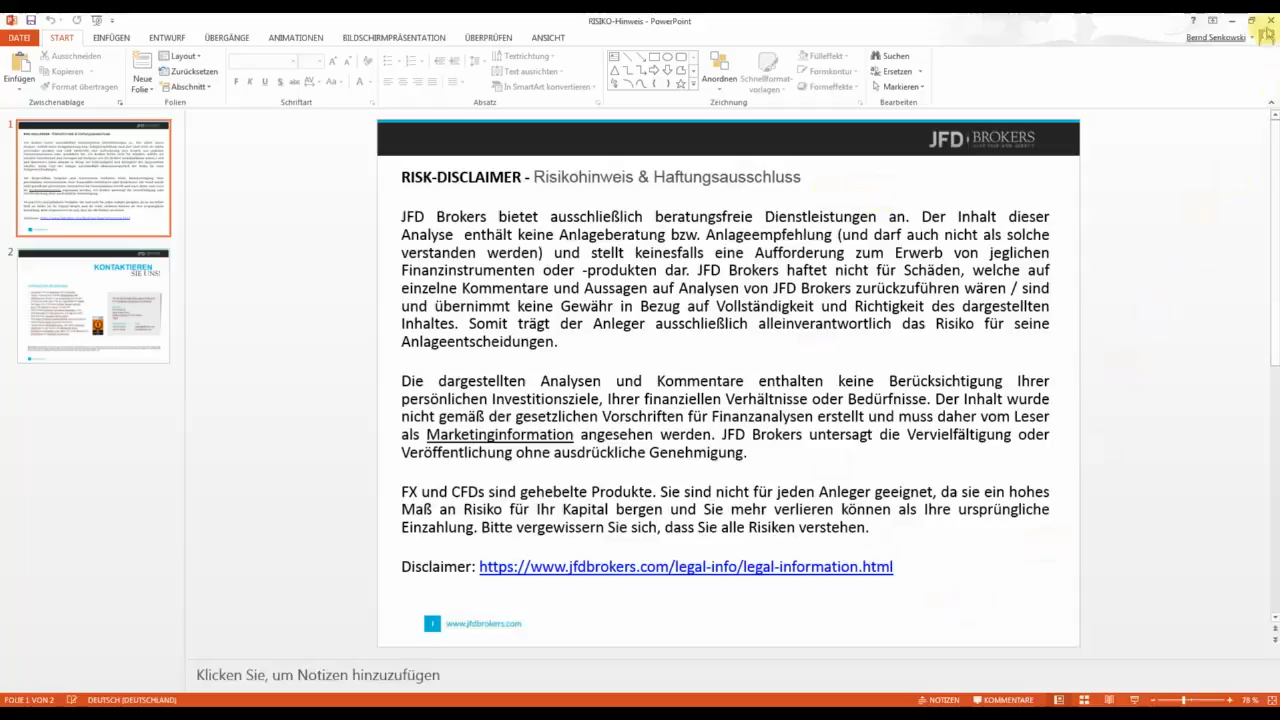 RISIKO-Hinweis - PowerPoint
Bernd Senkowski
DATEI START EINFÜGEN ENTWURF ÜBERGÄNGE ANIMATIONEN BILDSCHIRMPRÄSENTATION ÜBERPRÜFEN ANSICHT
Einfügen
Ausschneiden
Kopieren
Format übertragen
Zwischenablage
Neue Folie
Layout
Zurücksetzen
Abschnitt
Folien
Schriftart
Textrichtung
Text ausrichten
In SmartArt konvertieren
Absatz
Anordnen
Schnellformat-
vorlagen
Fülleffekt
Formkontur
Formeffekte
Zeichnung
Suchen
Ersetzen
Markieren
Bearbeiten
1
2
KONTAKTIEREN
SIE UNS!
JFD BROKERS
RISK-DISCLAIMER - Risikohinweis & Haftungsausschluss
JFD Brokers bietet ausschließlich beratungsfreie Dienstleistungen an. Der Inhalt dieser
Analyse enthält keine Anlageberatung bzw. Anlageempfehlung (und darf auch nicht als solche
verstanden werden) und stellt keinesfalls eine Aufforderung zum Erwerb von jeglichen
Finanzinstrumenten oder -produkten dar. JFD Brokers haftet nicht für Schäden, welche auf
einzelne Kommentare und Aussagen auf Analysen von JFD Brokers zurückzuführen wären / sind
und übernimmt keine Gewähr in Bezug auf Vollständigkeit und Richtigkeit des dargestellten
Inhaltes. Somit trägt der Anleger ausschließlich alleinverantwortlich das Risiko für seine
Anlageentscheidungen.
Die dargestellten Analysen und Kommentare enthalten keine Berücksichtigung Ihrer
persönlichen Investitionsziele, Ihrer finanziellen Verhältnisse oder Bedürfnisse. Der Inhalt wurde
nicht gemäß der gesetzlichen Vorschriften für Finanzanalysen erstellt und muss daher vom Leser
als Marketinginformation angesehen werden. JFD Brokers untersagt die Vervielfältigung oder
Veröffentlichung ohne ausdrückliche Genehmigung.
FX und CFDs sind gehebelte Produkte. Sie sind nicht für jeden Anleger geeignet, da sie ein hohes
Maß an Risiko für Ihr Kapital bergen und Sie mehr verlieren können als Ihre ursprüngliche
Einzahlung. Bitte vergewissern Sie sich, dass Sie alle Risiken verstehen.
Disclaimer: https://www.jfdbrokers.com/legal-info/legal-information.html
www.jfdbrokers.com
Klicken Sie, um Notizen hinzuzufügen
FOLIE 1 VON 2 DEUTSCH (DEUTSCHLAND) NOTIZEN KOMMENTARE 78 %